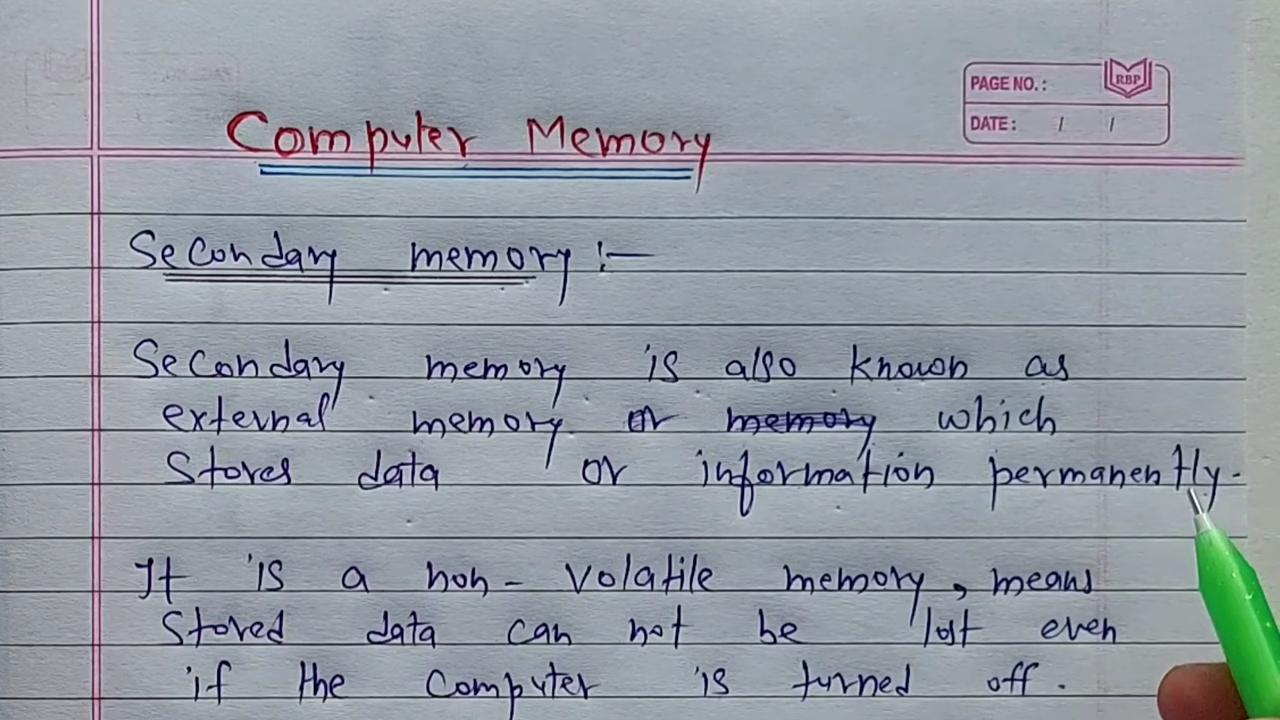 PAGE NO. :
RBP
DATE : / /
Computer Memory
Secondary memory :-
Secondary memory is also known as
external memory or memory which
stores data or information permanently.
It is a non-volatile memory, means
stored data can not be lost even
if the computer is turned off.